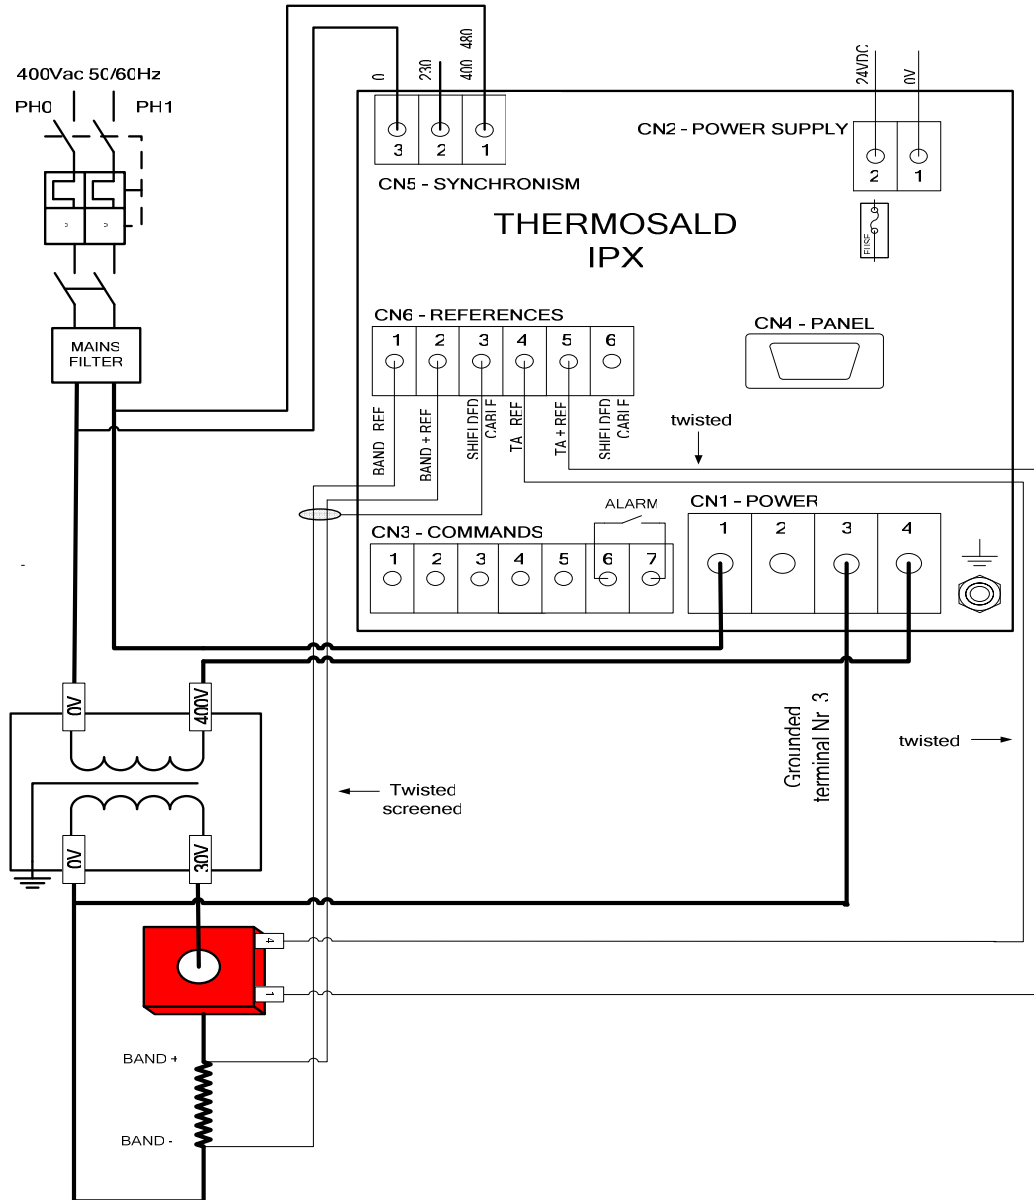 400Vac 50/60Hz
PH0
PH1
MAINS
FILTER
0
230
400 480
3
2
1
CN5 - SYNCHRONISM
THERMOSALD
IPX
24VDC
0V
CN2 - POWER SUPPLY
2
1
FUSE
CN4 - PANEL
CN6 - REFERENCES
1
2
3
4
5
6
BAND REF
BAND + REF
SHIELDED
CABLE
TA REF
TA + REF
SHIELDED
CABLE
twisted
ALARM
CN3 - COMMANDS
1
2
3
4
5
6
7
CN1 - POWER
1
2
3
4
0V
400V
0V
30V
Twisted
screened
Grounded
terminal Nr 3
twisted
4
1
BAND +
BAND -